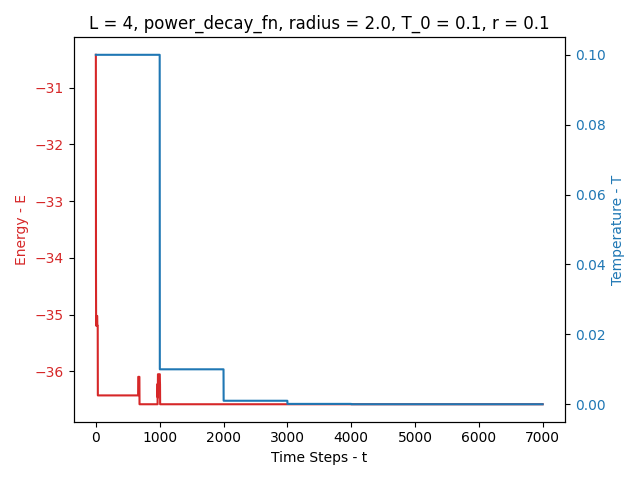 L = 4, power_decay_fn, radius = 2.0, T_0 = 0.1, r = 0.1
Energy - E
−31
−32
−33
−34
−35
−36
0.10
0.08
0.06
0.04
0.02
0.00
Temperature - T
0 1000 2000 3000 4000 5000 6000 7000
Time Steps - t